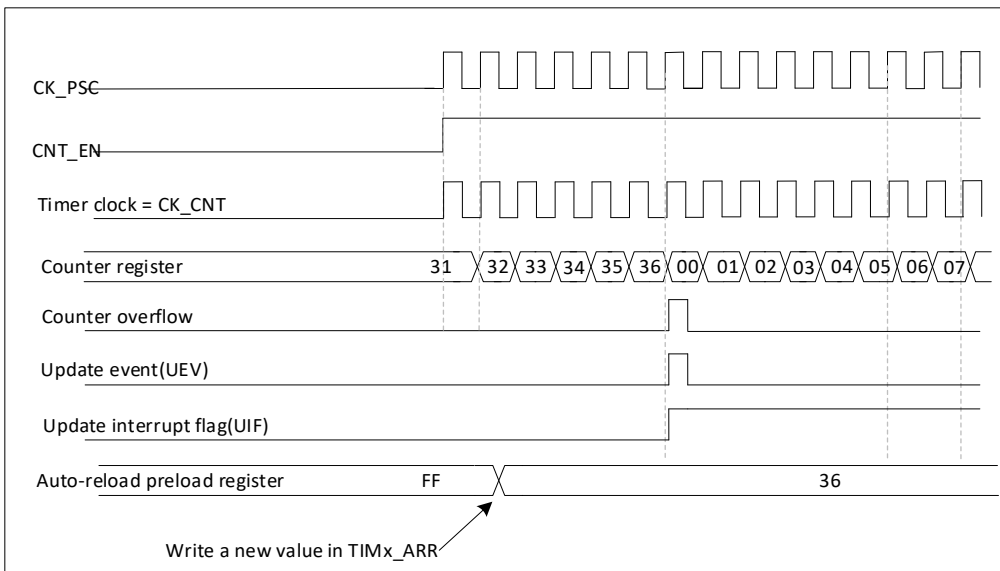 CK_PSC
CNT_EN
Timer clock = CK_CNT
Counter register 31 32 33 34 35 36 00 01 02 03 04 05 06 07
Counter overflow
Update event(UEV)
Update interrupt flag(UIF)
Auto-reload preload register FF 36
Write a new value in TIMx_ARR